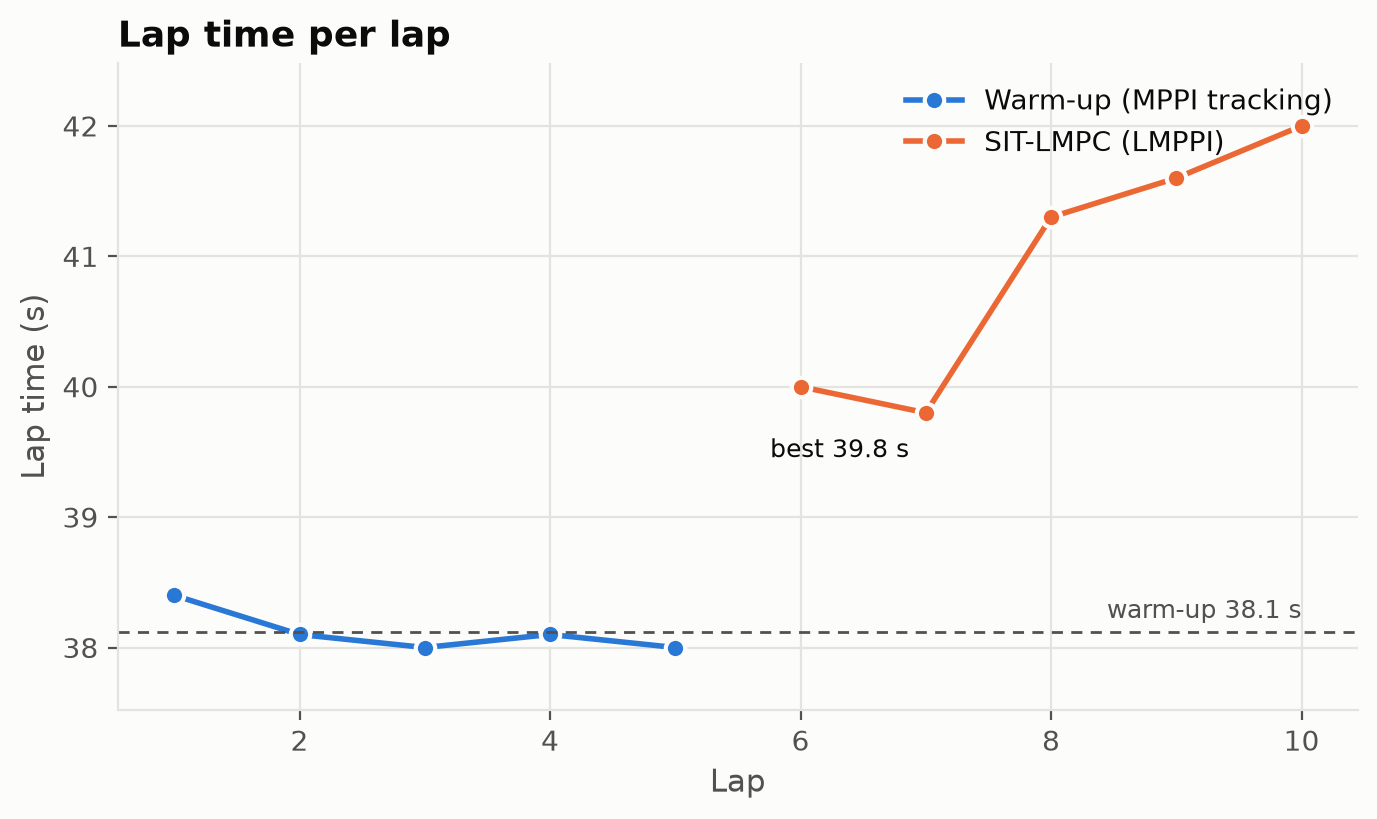 Lap time per lap
Warm-up (MPPI tracking)
SIT-LMPC (LMPPI)
42
41
40
39
38
Lap time (s)
best 39.8 s
warm-up 38.1 s
2
4
6
8
10
Lap